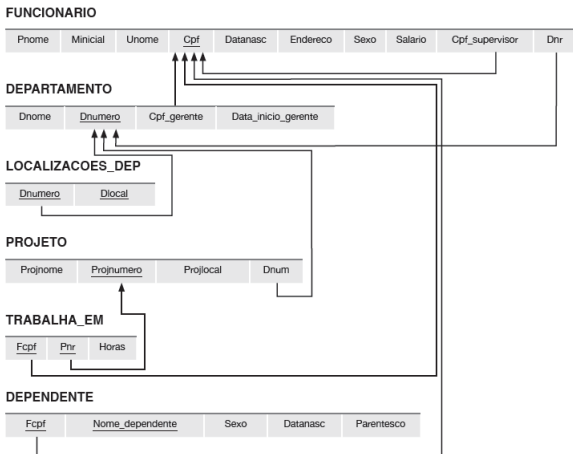 FUNCIONARIO
Pnome Minicial Unome Cpf Datanasc Endereco Sexo Salario Cpf_supervisor Dnr
DEPARTAMENTO
Dnome Dnumero Cpf_gerente Data_inicio_gerente
LOCALIZACOES_DEP
Dnumero Dlocal
PROJETO
Projnome Projnumero Projlocal Dnum
TRABALHA_EM
Fcpf Pnr Horas
DEPENDENTE
Fcpf Nome_dependente Sexo Datanasc Parentesco